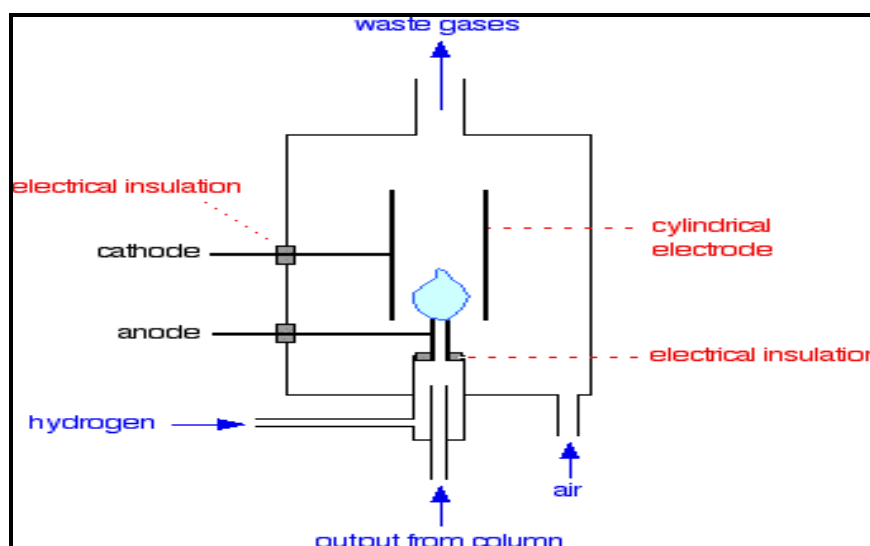 waste gases
electrical insulation
cylindrical
electrode
cathode
anode
electrical insulation
hydrogen
air
output from column